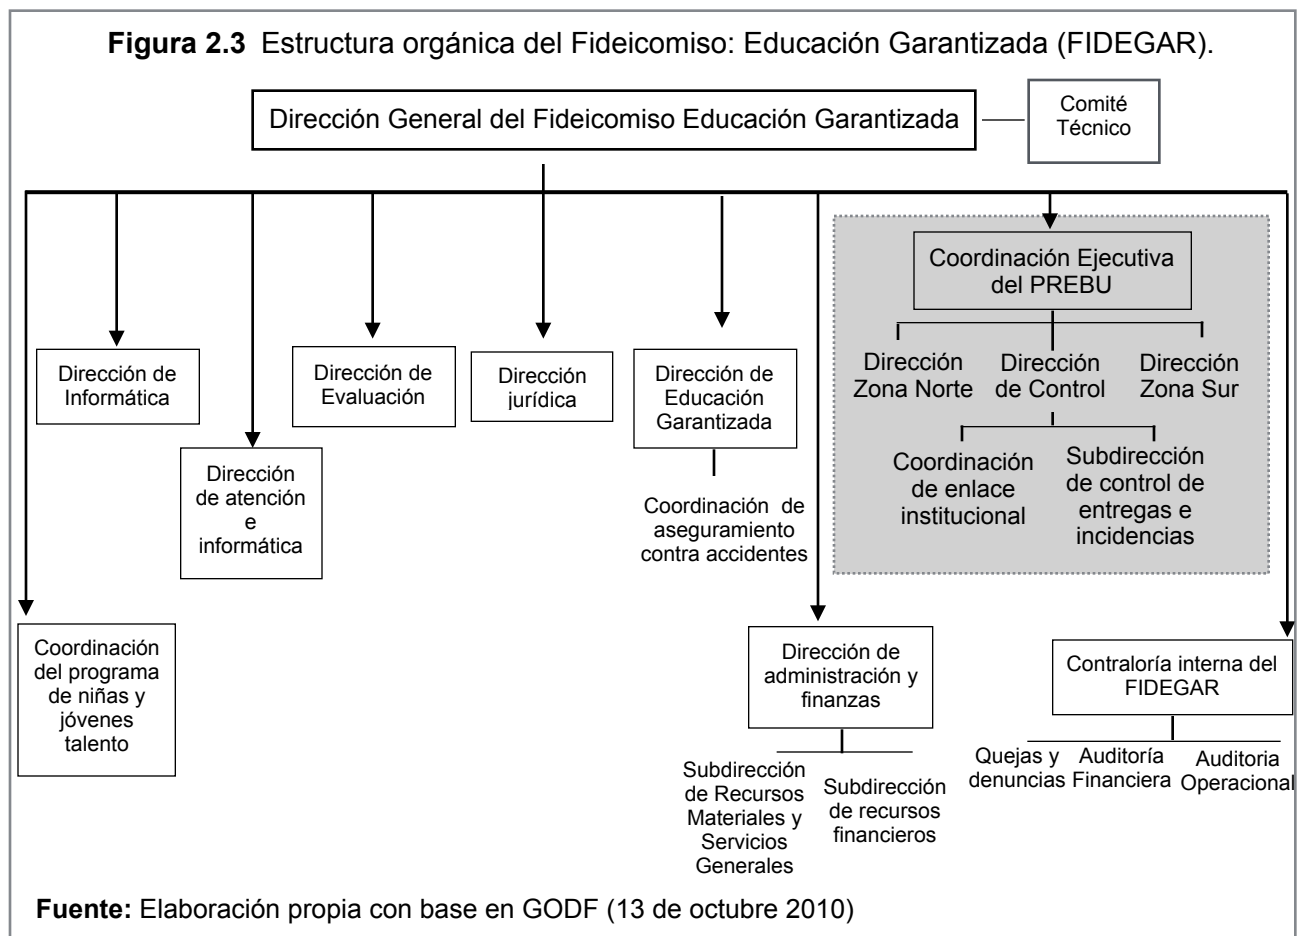 Figura 2.3 Estructura orgánica del Fideicomiso: Educación Garantizada (FIDEGAR).
Dirección General del Fideicomiso Educación Garantizada
Comité
Técnico
Coordinación Ejecutiva
del PREBU
Dirección
Zona Norte
Dirección
de Control
Dirección
Zona Sur
Coordinación
de enlace
institucional
Subdirección
de control de
entregas e
incidencias
Dirección de
Informática
Dirección de
Evaluación
Dirección
jurídica
Dirección de
Educación
Garantizada
Dirección
de atención
e
informática
Coordinación de
aseguramiento
contra accidentes
Coordinación
del programa
de niñas y
jóvenes
talento
Dirección de
administración y
finanzas
Contraloría interna del
FIDEGAR
Subdirección
de Recursos
Materiales y
Servicios
Generales
Subdirección
de recursos
financieros
Quejas y
denuncias
Auditoría
Financiera
Auditoria
Operacional
Fuente: Elaboración propia con base en GODF (13 de octubre 2010)